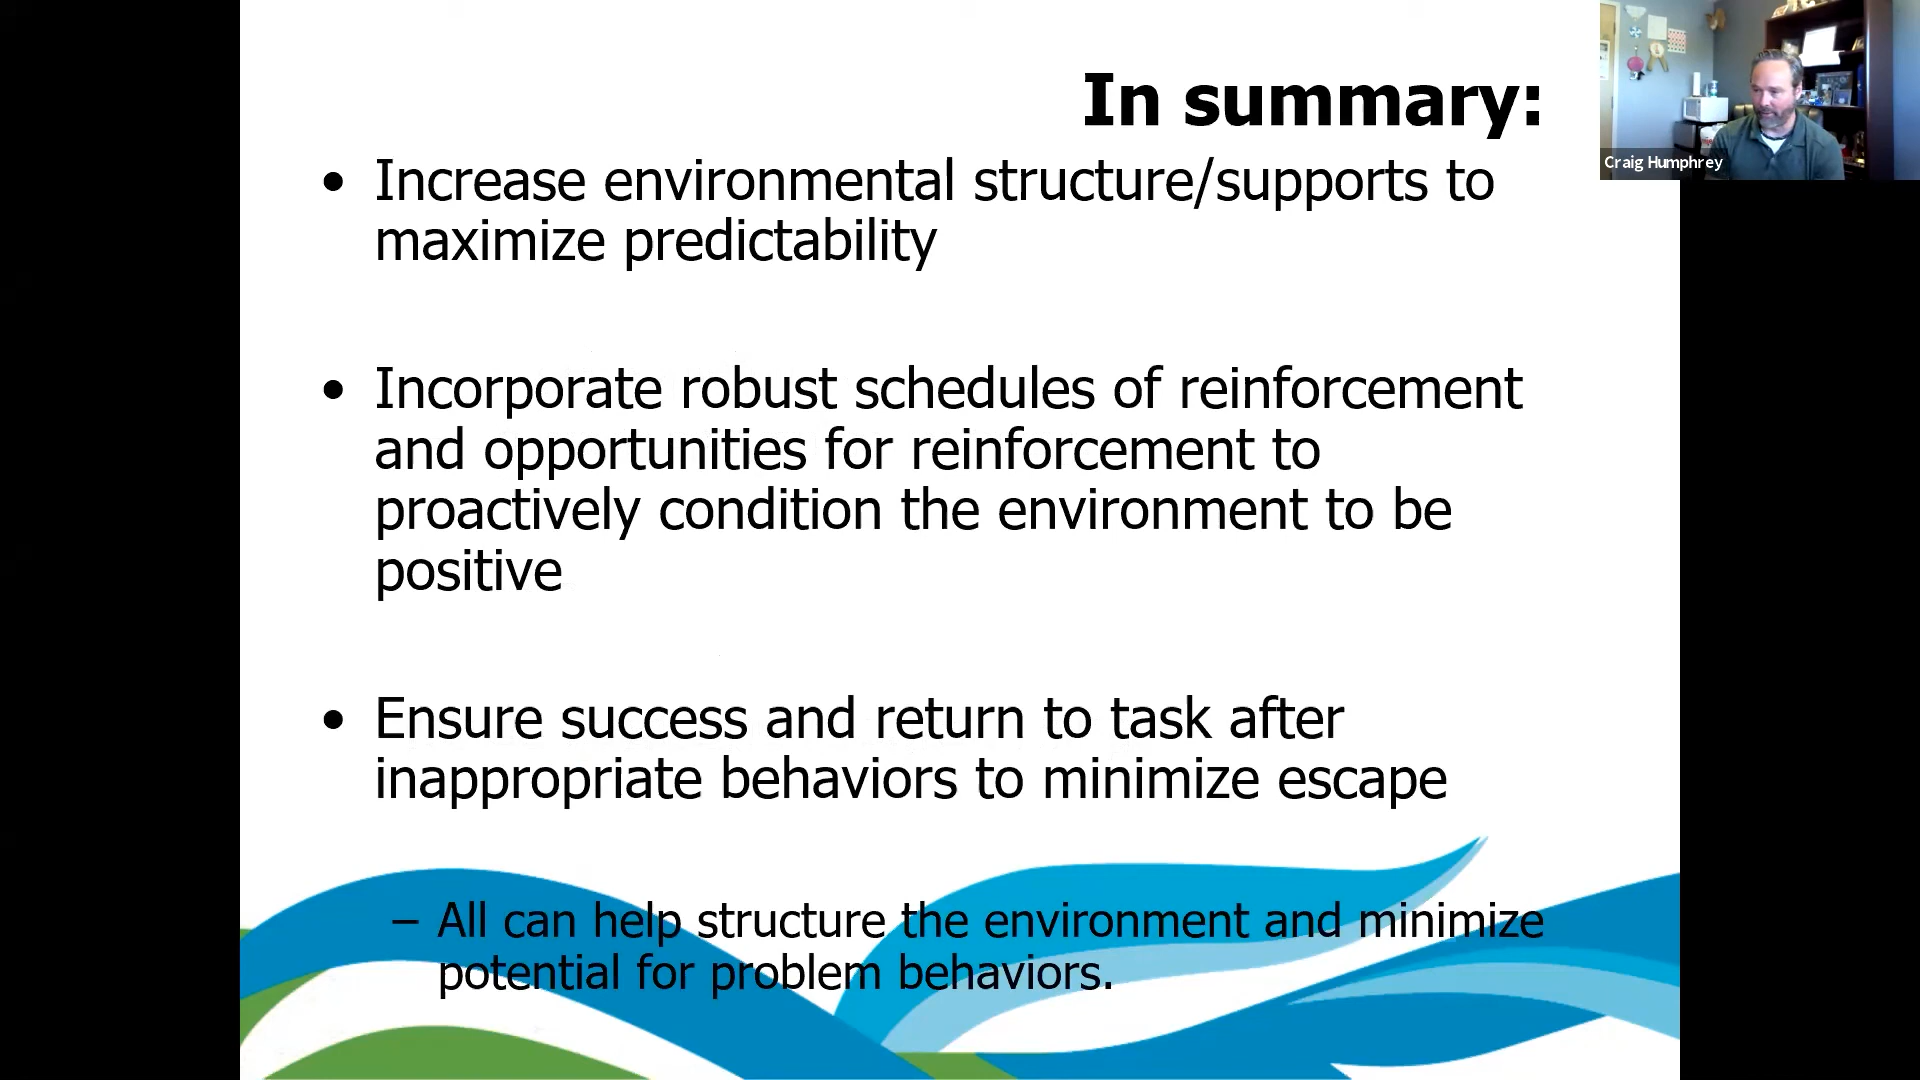 In summary:
• Increase environmental structure/supports to
maximize predictability
• Incorporate robust schedules of reinforcement
and opportunities for reinforcement to
proactively condition the environment to be
positive
• Ensure success and return to task after
inappropriate behaviors to minimize escape
– All can help structure the environment and minimize
potential for problem behaviors.
Craig Humphrey